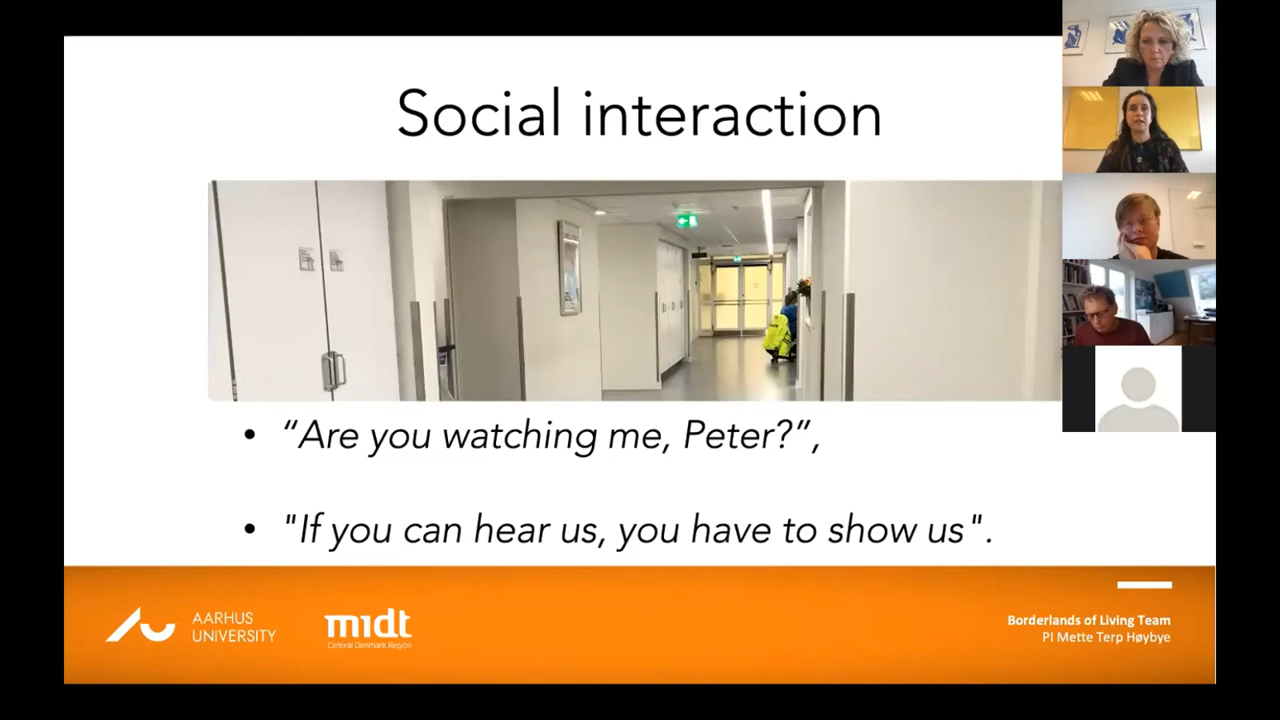 Social interaction
• “Are you watching me, Peter?”,
• "If you can hear us, you have to show us".
AARHUS
UNIVERSITY
midt
Central Denmark Region
Borderlands of Living Team
PI Mette Terp Høybye